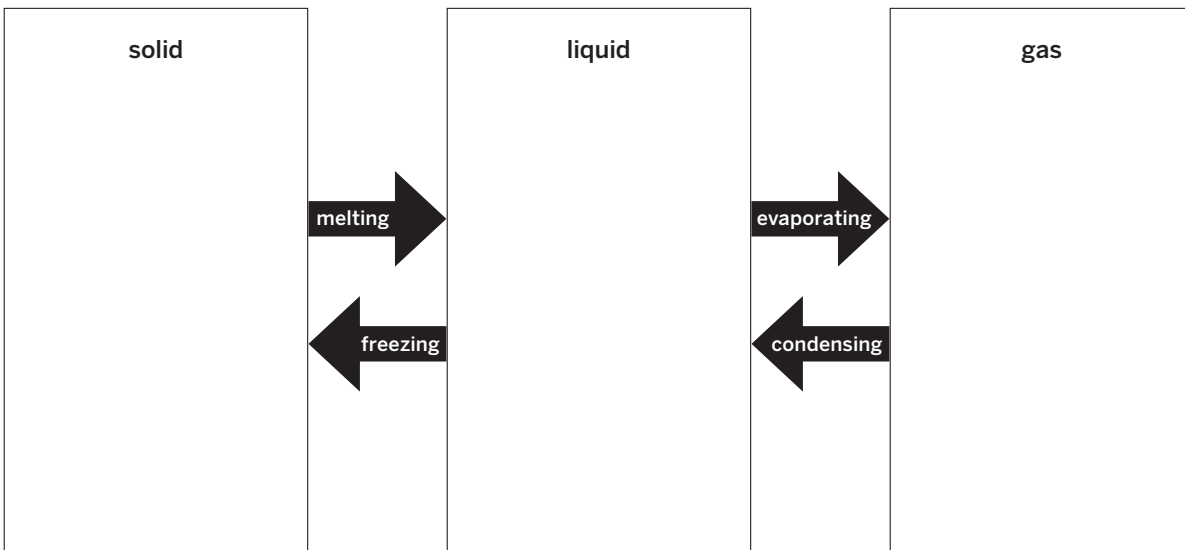 solid
liquid
gas
melting
evaporating
freezing
condensing